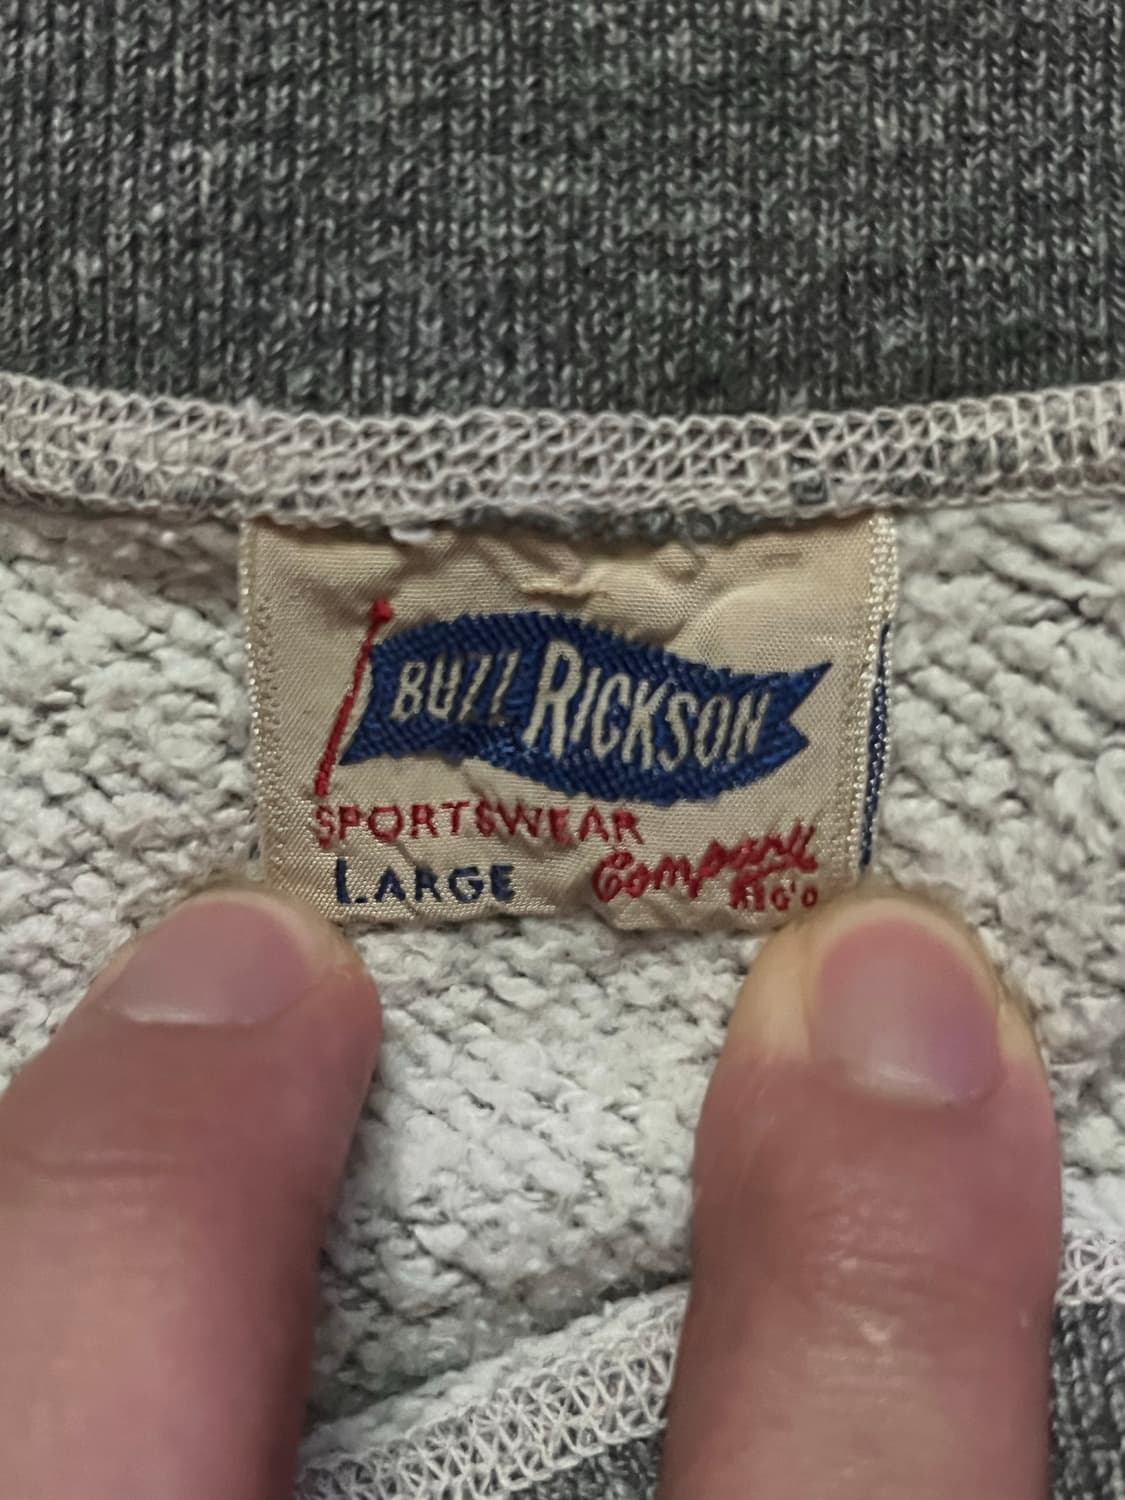 BUZZ RICKSON
SPORTSWEAR
Company
LARGE
REG'D